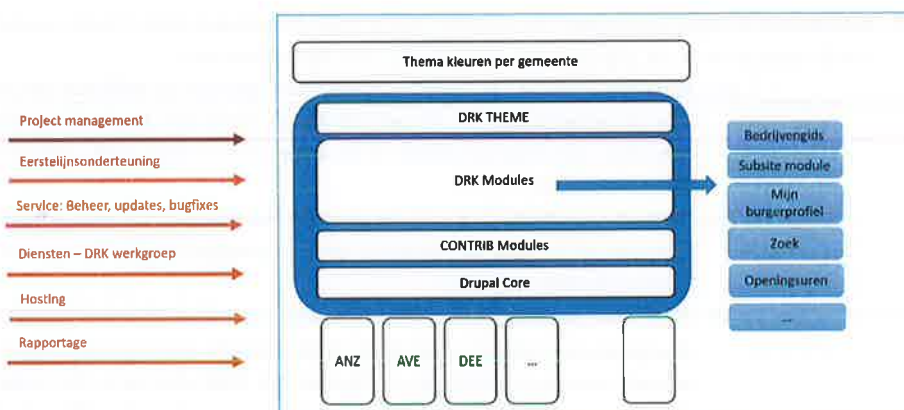 Thema kleuren per gemeente
Project management
Eerstelijnsonderteuning
Service: Beheer, updates, bugfixes
Diensten – DRK werkgroep
Hosting
Rapportage
DRK THEME
DRK Modules
CONTRIB Modules
Drupal Core
ANZ
AVE
DEE
...
Bedrijvengids
Subsite module
Mijn
burgerprofiel
Zoek
Openingsuren
...